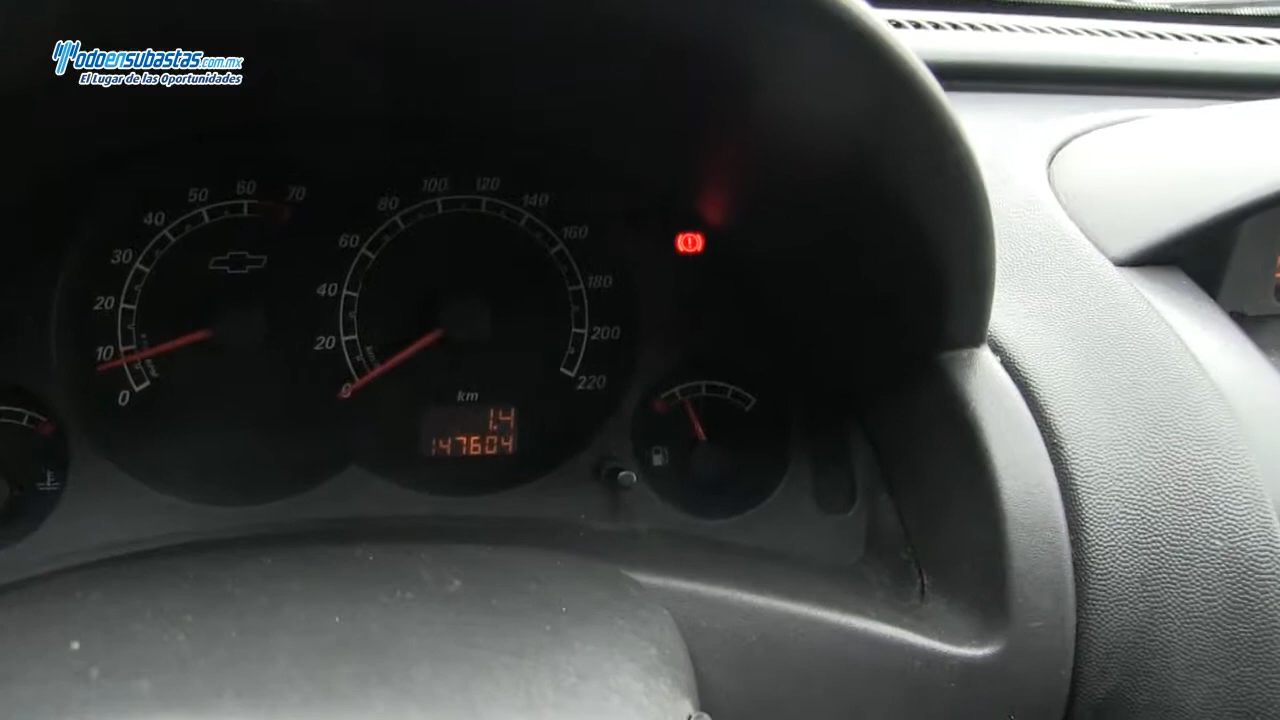 Todoensubastas.com.mx
El Lugar de las Oportunidades
0 10 20 30 40 50 60 70
0 20 40 60 80 100 120 140 160 180 200 220
km/h
km
1.4
147604